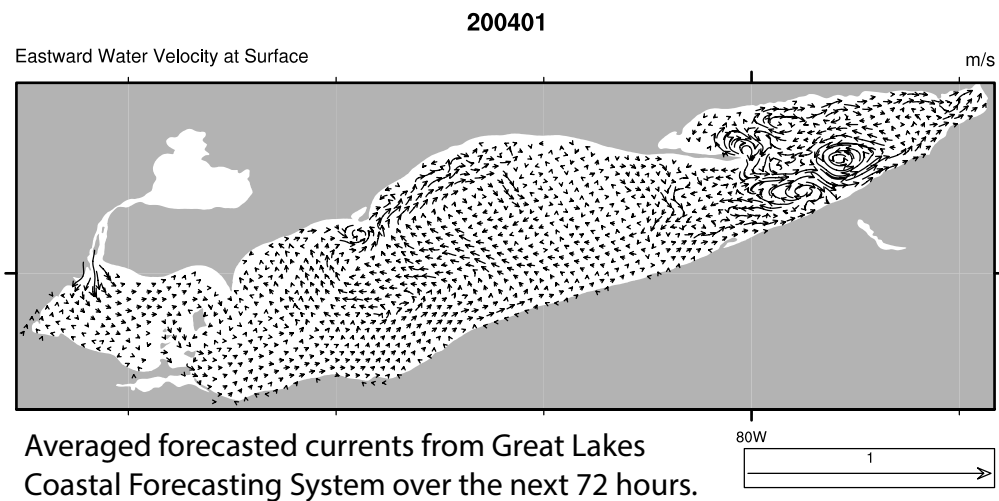 200401
Eastward Water Velocity at Surface
m/s
80W
1
Averaged forecasted currents from Great Lakes
Coastal Forecasting System over the next 72 hours.